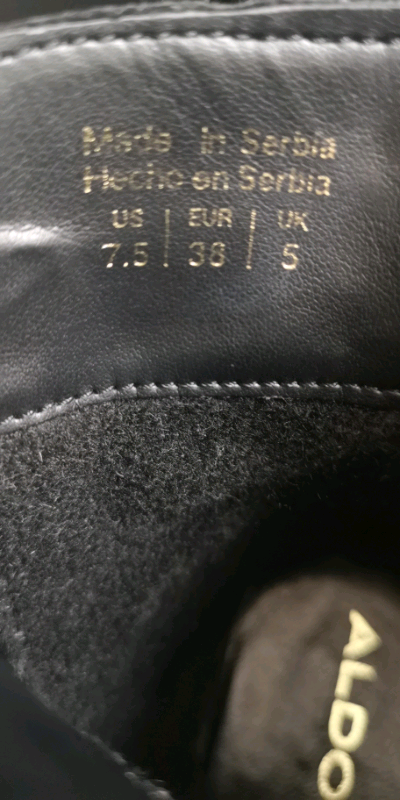 Made in Serbia
Hecho en Serbia
US | EUR | UK
7.5 | 38 | 5
ALDO